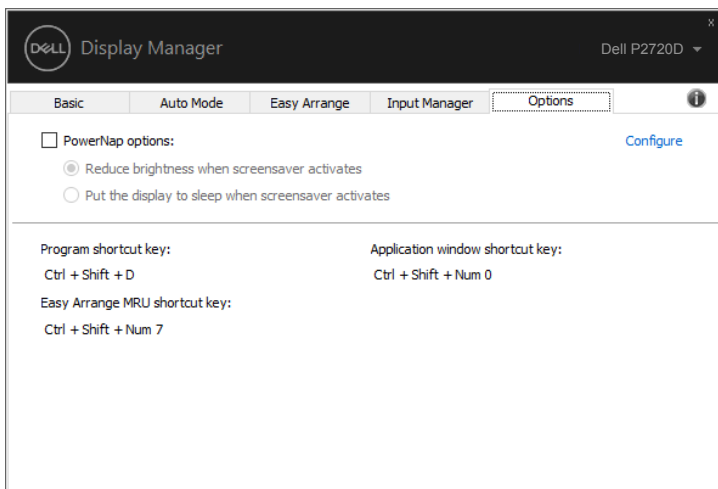 x
DELL Display Manager Dell P2720D
Basic Auto Mode Easy Arrange Input Manager Options i
PowerNap options: Configure
Reduce brightness when screensaver activates
Put the display to sleep when screensaver activates
Program shortcut key: Application window shortcut key:
Ctrl + Shift + D Ctrl + Shift + Num 0
Easy Arrange MRU shortcut key:
Ctrl + Shift + Num 7